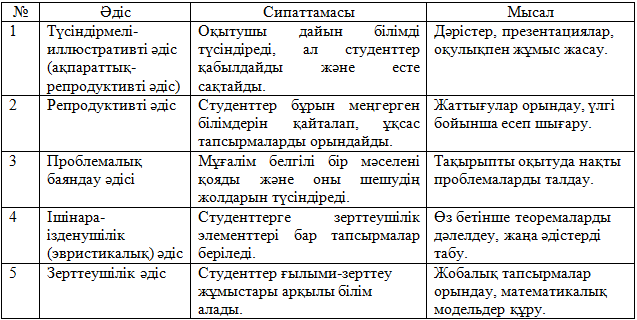 № Әдіс Сипаттамасы Мысал
1 Түсіндірмелі- Оқытушы дайын білімді Дәрістер, презентациялар,
иллюстративті әдіс түсіндіреді, ал студенттер оқулықпен жұмыс жасау.
(ақпараттық- қабылдайды және есте
репродуктивті әдіс) сақтайды.
2 Репродуктивті әдіс Студенттер бұрын меңгерген Жаттығулар орындау, үлгі
білімдерін қайталап, ұқсас бойынша есеп шығару.
тапсырмаларды орындайды.
3 Проблемалық Мұғалім белгілі бір мәселені Тақырыпты оқытуда нақты
баяндау әдісі қояды және оны шешудің проблемаларды талдау.
жолдарын түсіндіреді.
4 Ішінара- Студенттерге зерттеушілік Өз бетінше теоремаларды
ізденушілік элементтері бар тапсырмалар дәлелдеу, жаңа әдістерді
(эвристикалық) әдіс беріледі. табу.
5 Зерттеушілік әдіс Студенттер ғылыми-зерттеу Жобалық тапсырмалар
жұмыстары арқылы білім орындау, математикалық
алады. модельдер құру.